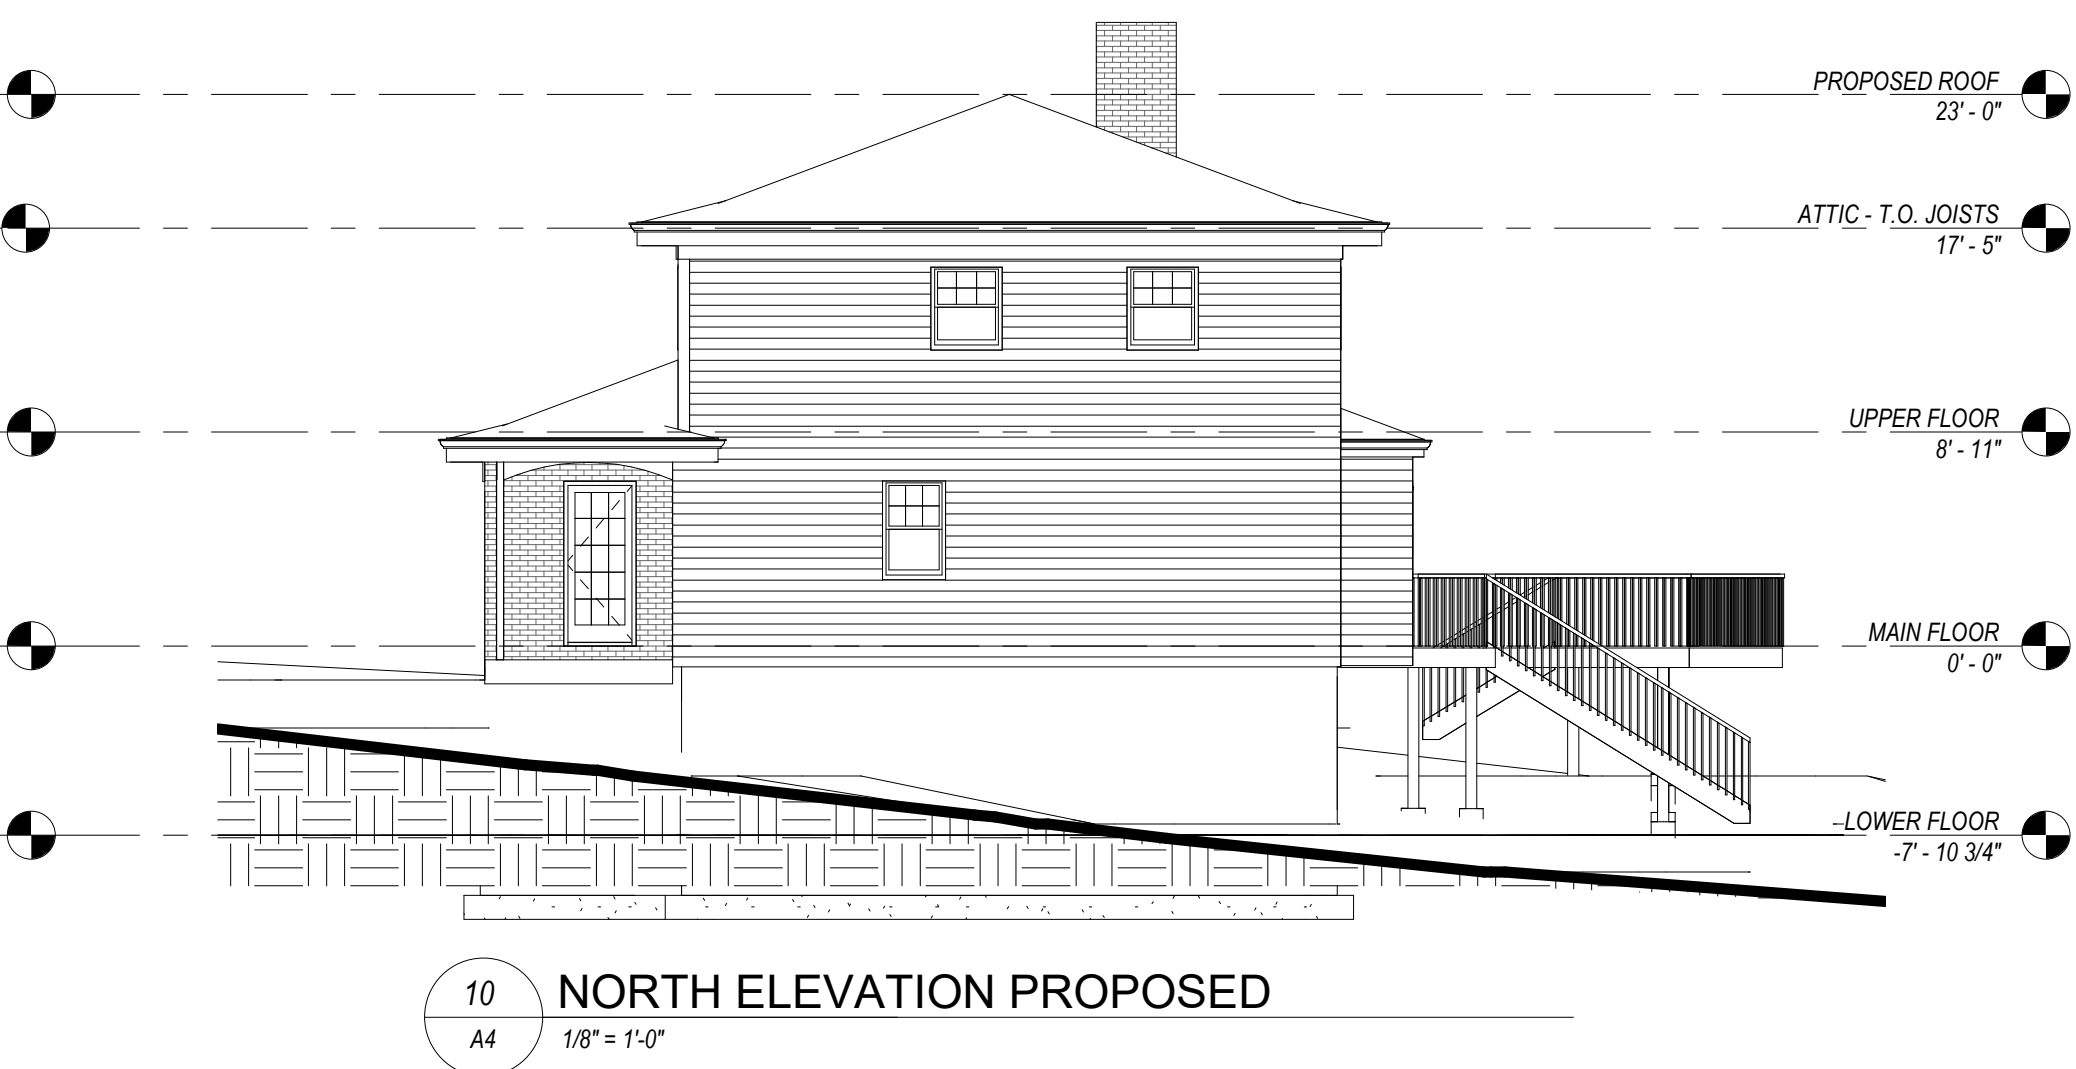 PROPOSED ROOF
23' - 0"
ATTIC - T.O. JOISTS
17' - 5"
UPPER FLOOR
8' - 11"
MAIN FLOOR
0' - 0"
LOWER FLOOR
-7' - 10 3/4"
10
NORTH ELEVATION PROPOSED
A4
1/8" = 1'-0"